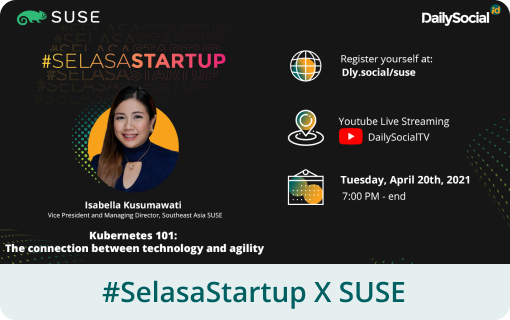 SUSE
DailySocial.id
#SELASASTARTUP
Register yourself at:
Dly.social/suse
Youtube Live Streaming
DailySocialTV
Tuesday, April 20th, 2021
7:00 PM - end
Isabella Kusumawati
Vice President and Managing Director, Southeast Asia SUSE
Kubernetes 101:
The connection between technology and agility
#SelasaStartup X SUSE